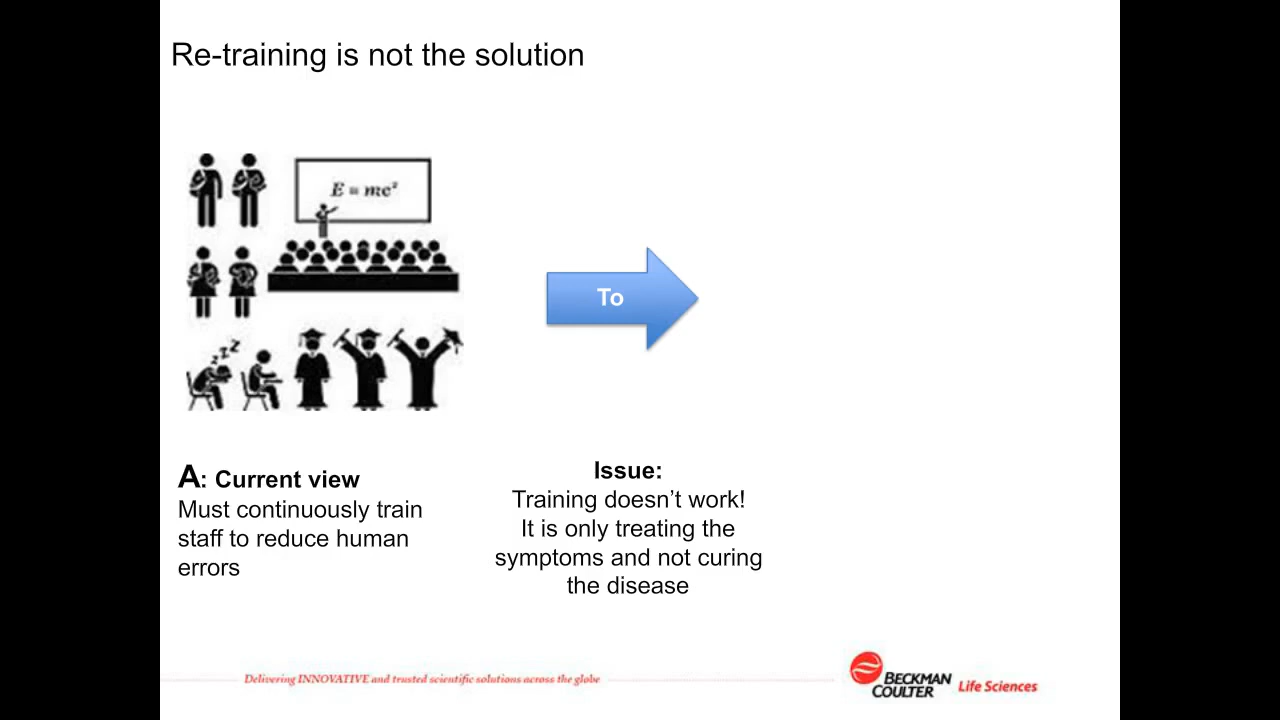 Re-training is not the solution
E = mc²
zzZ
To
A: Current view
Must continuously train
staff to reduce human
errors
Issue:
Training doesn’t work!
It is only treating the
symptoms and not curing
the disease
Delivering INNOVATIVE and trusted scientific solutions across the globe
BECKMAN
COULTER
Life Sciences